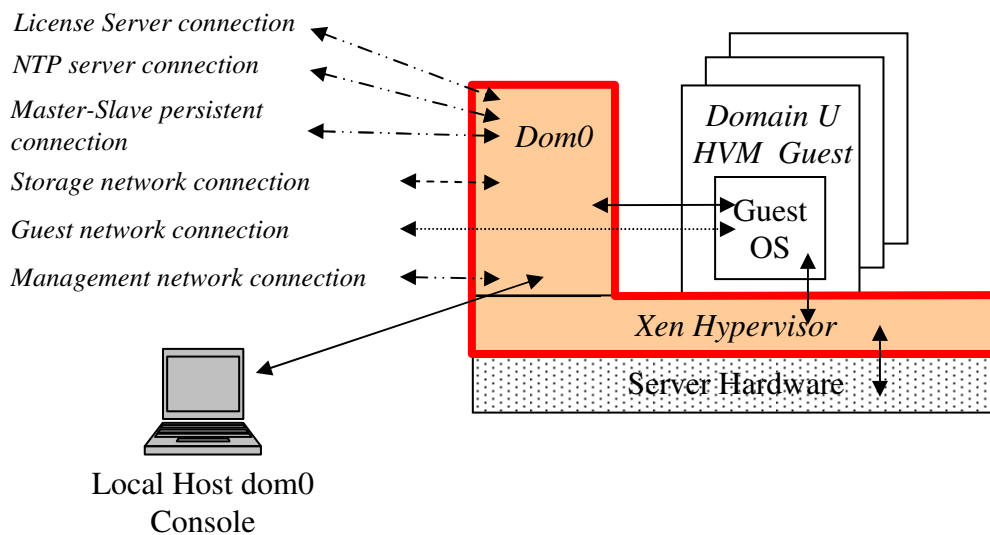 License Server connection
NTP server connection
Master-Slave persistent
connection
Storage network connection
Guest network connection
Management network connection
Dom0
Domain U
HVM Guest
Guest
OS
Xen Hypervisor
Server Hardware
Local Host dom0
Console